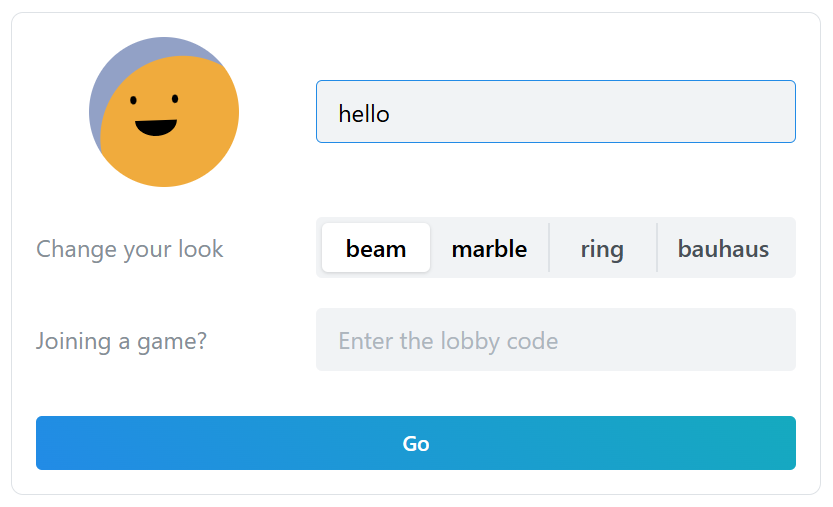 hello
Change your look
beam marble ring bauhaus
Joining a game?
Enter the lobby code
Go